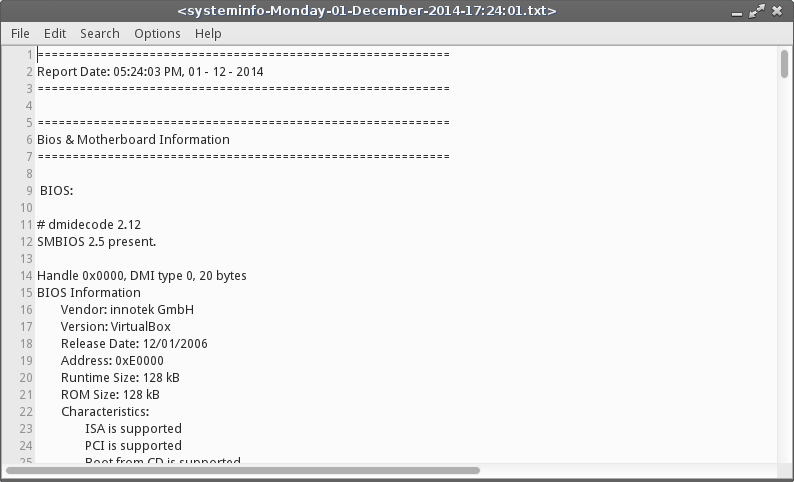 <systeminfo-Monday-01-December-2014-17:24:01.txt>
File Edit Search Options Help
1 ===========================================================
2 Report Date: 05:24:03 PM, 01 - 12 - 2014
3 ===========================================================
4
5 ===========================================================
6 Bios & Motherboard Information
7 ===========================================================
8
9 BIOS:
10
11 # dmidecode 2.12
12 SMBIOS 2.5 present.
13
14 Handle 0x0000, DMI type 0, 20 bytes
15 BIOS Information
16 Vendor: innotek GmbH
17 Version: VirtualBox
18 Release Date: 12/01/2006
19 Address: 0xE0000
20 Runtime Size: 128 kB
21 ROM Size: 128 kB
22 Characteristics:
23 ISA is supported
24 PCI is supported
25 Boot from CD is supported